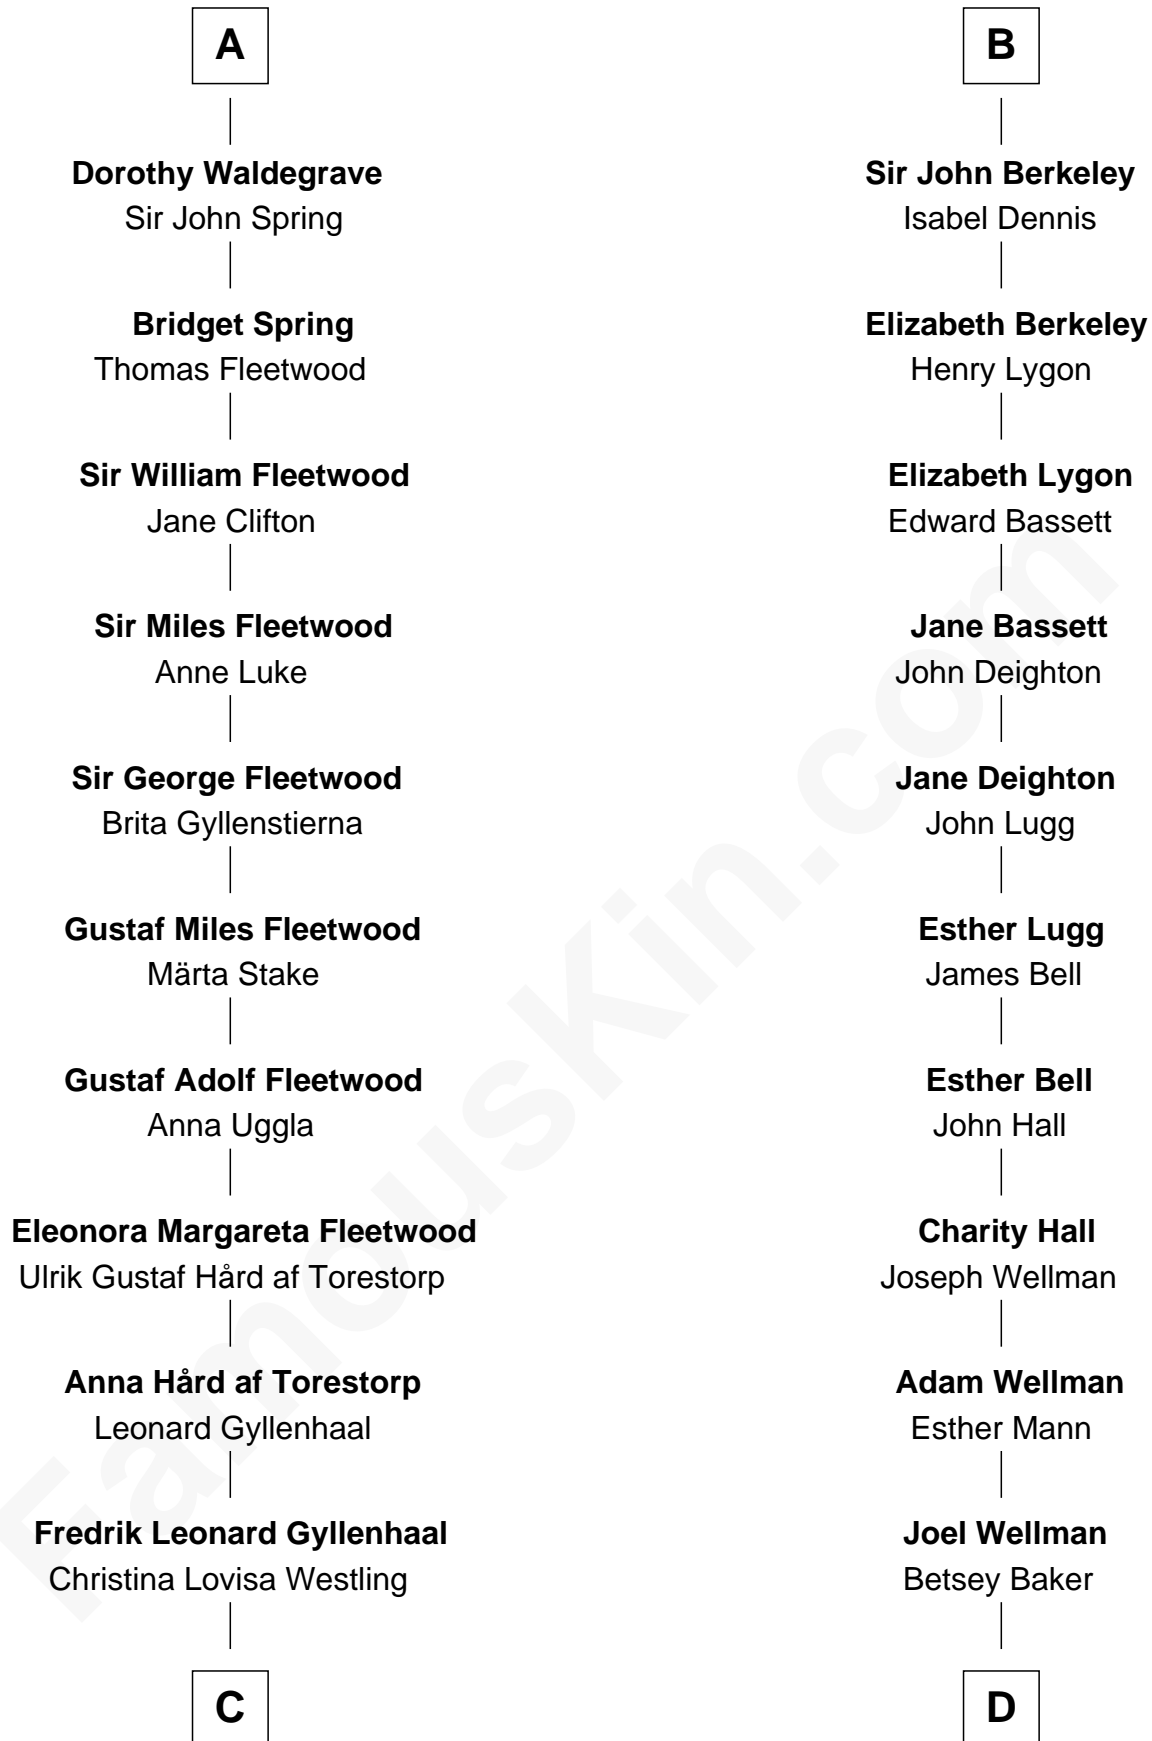 A
Dorothy Waldegrave
Sir John Spring
Bridget Spring
Thomas Fleetwood
Sir William Fleetwood
Jane Clifton
Sir Miles Fleetwood
Anne Luke
Sir George Fleetwood
Brita Gyllenstierna
Gustaf Miles Fleetwood
Märta Stake
Gustaf Adolf Fleetwood
Anna Uggla
Eleonora Margareta Fleetwood
Ulrik Gustaf Hård af Torestorp
Anna Hård af Torestorp
Leonard Gyllenhaal
Fredrik Leonard Gyllenhaal
Christina Lovisa Westling
C
B
Sir John Berkeley
Isabel Dennis
Elizabeth Berkeley
Henry Lygon
Elizabeth Lygon
Edward Bassett
Jane Bassett
John Deighton
Jane Deighton
John Lugg
Esther Lugg
James Bell
Esther Bell
John Hall
Charity Hall
Joseph Wellman
Adam Wellman
Esther Mann
Joel Wellman
Betsey Baker
D
FamousKin.com